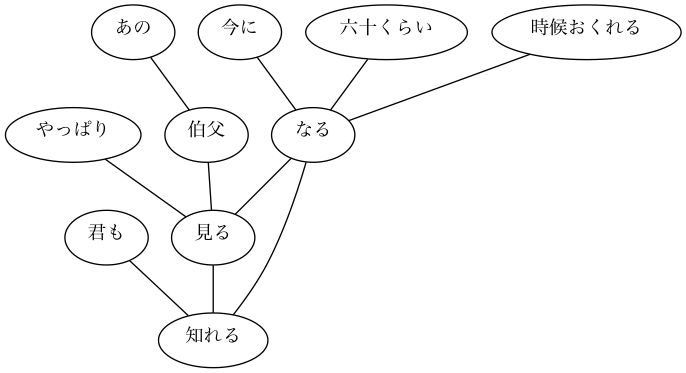 あの
今に
六十くらい
時候おくれる
やっぱり
伯父
なる
君も
見る
知れる